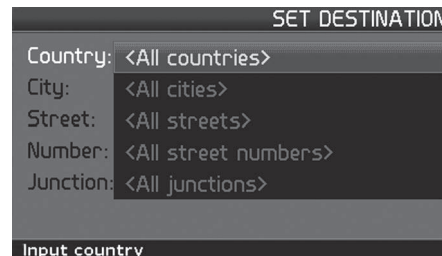 SET DESTINATION
Country: <All countries>
City: <All cities>
Street: <All streets>
Number: <All street numbers>
Junction: <All junctions>
Input country